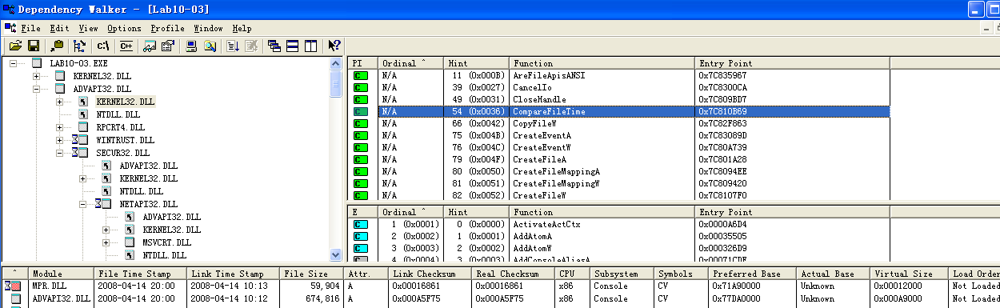 Dependency Walker - [Lab10-03]
File Edit View Options Profile Window Help
C:\ C++
LAB10-03.EXE
KERNEL32.DLL
ADVAPI32.DLL
KERNEL32.DLL
NTDLL.DLL
RPCRT4.DLL
WINTRUST.DLL
SECUR32.DLL
ADVAPI32.DLL
KERNEL32.DLL
NTDLL.DLL
NETAPI32.DLL
ADVAPI32.DLL
KERNEL32.DLL
MSVCRT.DLL
NTDLL.DLL
PI Ordinal ^ Hint Function Entry Point
C N/A 11 (0x000B) AreFileApisANSI 0x7C835967
C N/A 39 (0x0027) CancelIo 0x7C8300CA
C N/A 49 (0x0031) CloseHandle 0x7C809BD7
C N/A 54 (0x0036) CompareFileTime 0x7C810B69
C N/A 66 (0x0042) CopyFileW 0x7C82F863
C N/A 75 (0x004B) CreateEventA 0x7C83089D
C N/A 76 (0x004C) CreateEventW 0x7C80A739
C N/A 79 (0x004F) CreateFileA 0x7C801A28
C N/A 80 (0x0050) CreateFileMappingA 0x7C8094EE
C N/A 81 (0x0051) CreateFileMappingW 0x7C809420
C N/A 82 (0x0052) CreateFileW 0x7C8107F0
E Ordinal ^ Hint Function Entry Point
C 1 (0x0001) 0 (0x0000) ActivateActCtx 0x0000A6D4
C 2 (0x0002) 1 (0x0001) AddAtomA 0x00035505
C 3 (0x0003) 2 (0x0002) AddAtomW 0x000326D9
C 4 (0x0004) 3 (0x0003) AddConsoleAliasA 0x00071CDF
^ Module File Time Stamp Link Time Stamp File Size Attr. Link Checksum Real Checksum CPU Subsystem Symbols Preferred Base Actual Base Virtual Size Load Order
MPR.DLL 2008-04-14 20:00 2008-04-14 10:13 59,904 A 0x00016861 0x00016861 x86 Console CV 0x71A90000 Unknown 0x00012000 Not Loaded
ADVAPI32.DLL 2008-04-14 20:00 2008-04-14 10:12 674,816 A 0x000A5F75 0x000A5F75 x86 Console CV 0x77DA0000 Unknown 0x000A9000 Not Loaded